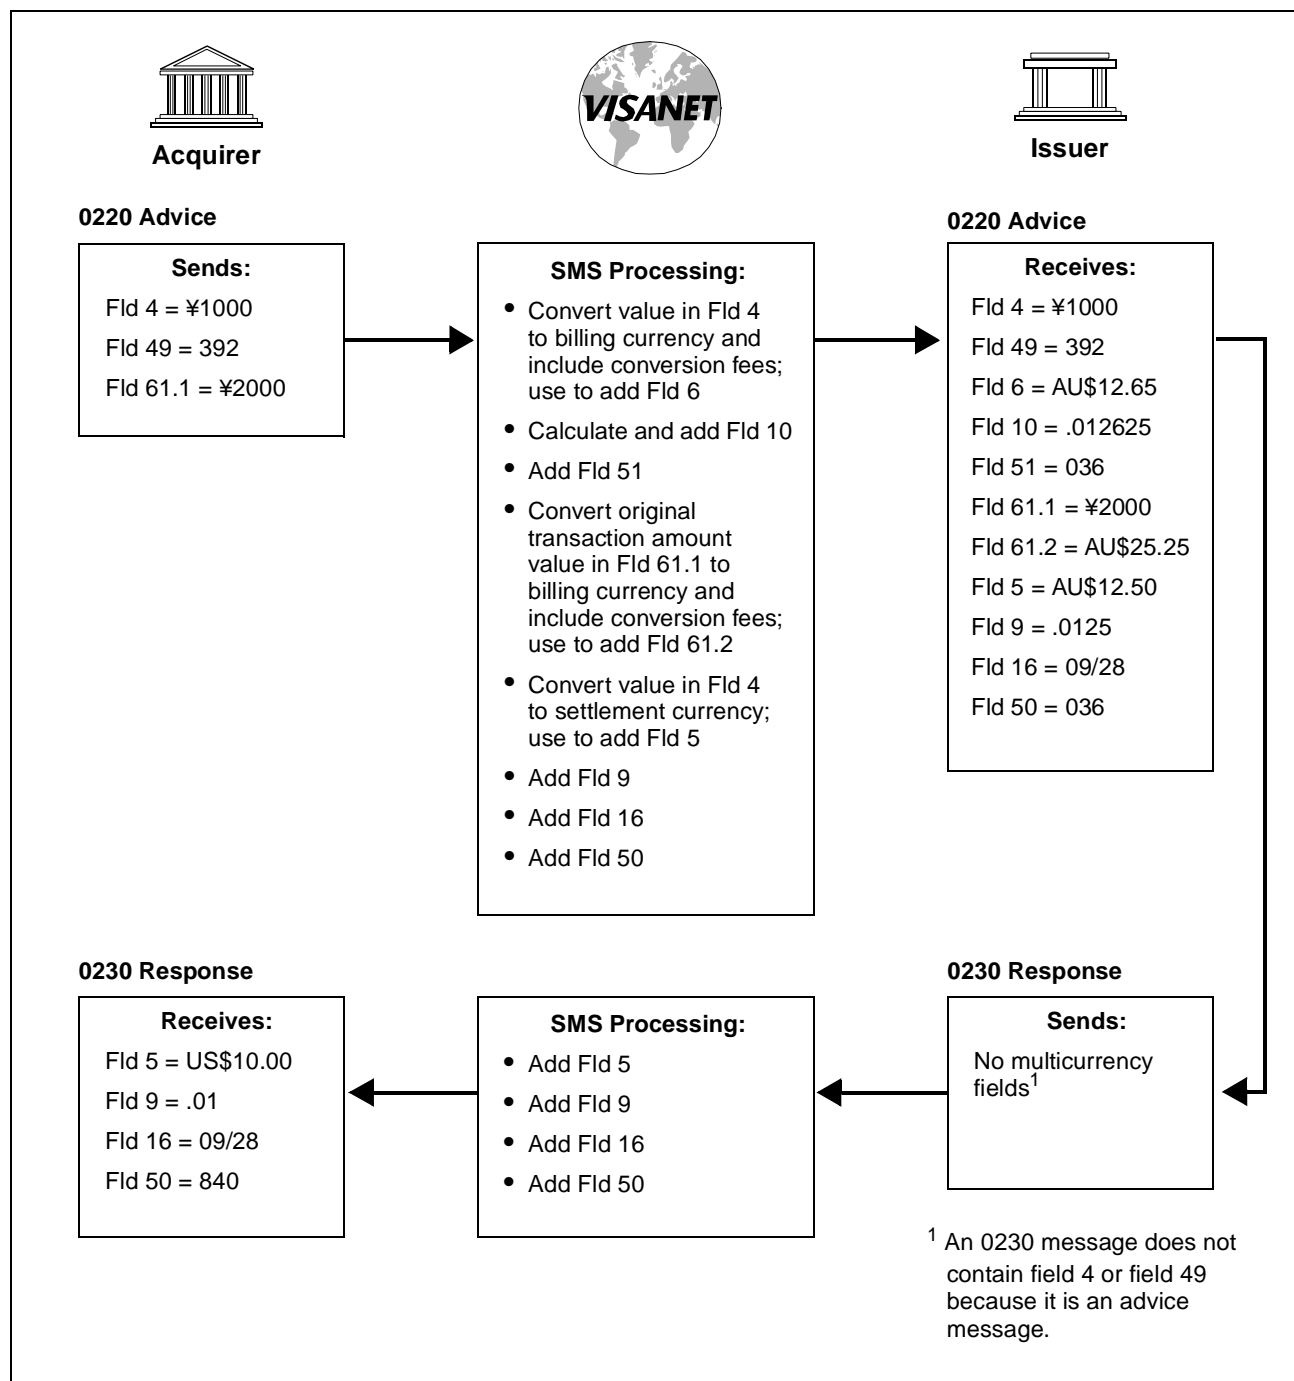 VISANET
Acquirer
Issuer
0220 Advice
Sends:
Fld 4 = ¥1000
Fld 49 = 392
Fld 61.1 = ¥2000
SMS Processing:
• Convert value in Fld 4
to billing currency and
include conversion fees;
use to add Fld 6
• Calculate and add Fld 10
• Add Fld 51
• Convert original
transaction amount
value in Fld 61.1 to
billing currency and
include conversion fees;
use to add Fld 61.2
• Convert value in Fld 4
to settlement currency;
use to add Fld 5
• Add Fld 9
• Add Fld 16
• Add Fld 50
0220 Advice
Receives:
Fld 4 = ¥1000
Fld 49 = 392
Fld 6 = AU$12.65
Fld 10 = .012625
Fld 51 = 036
Fld 61.1 = ¥2000
Fld 61.2 = AU$25.25
Fld 5 = AU$12.50
Fld 9 = .0125
Fld 16 = 09/28
Fld 50 = 036
0230 Response
Receives:
Fld 5 = US$10.00
Fld 9 = .01
Fld 16 = 09/28
Fld 50 = 840
SMS Processing:
• Add Fld 5
• Add Fld 9
• Add Fld 16
• Add Fld 50
0230 Response
Sends:
No multicurrency
fields1
1 An 0230 message does not
contain field 4 or field 49
because it is an advice
message.